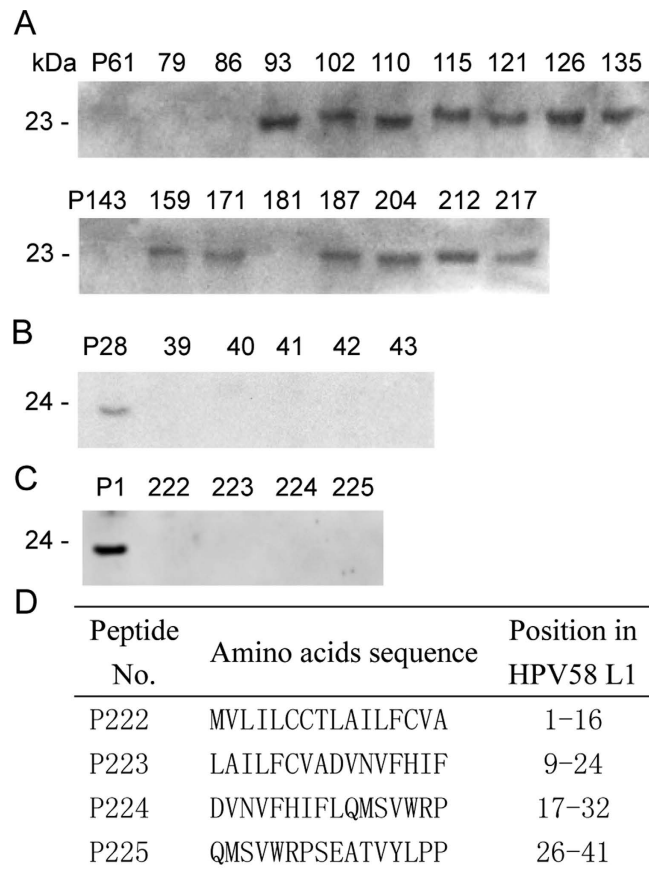 A
kDa P61 79 86 93 102 110 115 121 126 135
23 -
P143 159 171 181 187 204 212 217
23 -
B
P28 39 40 41 42 43
24 -
C
P1 222 223 224 225
24 -
D
Peptide No. Amino acids sequence Position in HPV58 L1
P222 MVLILCCTLAILFCVA 1-16
P223 LAILFCVADVNVFHIF 9-24
P224 DVNVFHIFLQMSVWRP 17-32
P225 QMSVWRPSEATVYLPP 26-41